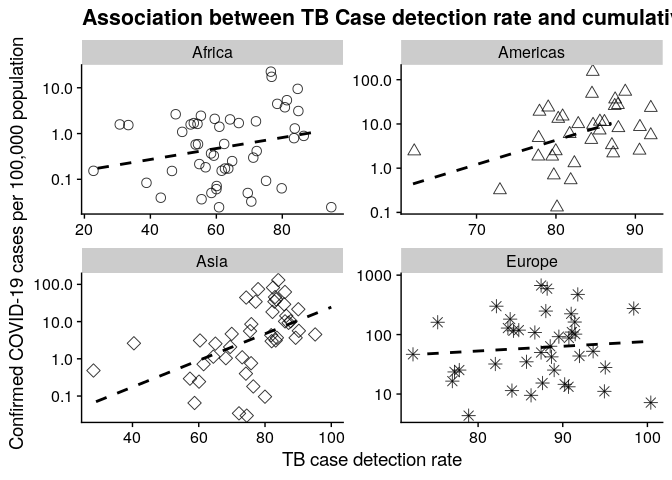 Association between TB Case detection rate and cumulati
Africa
Americas
10.0
1.0
0.1
20 40 60 80
100.0
10.0
1.0
0.1
70 80 90
Asia
Europe
100.0
10.0
1.0
0.1
40 60 80 100
1000
100
10
80 90 100
TB case detection rate
Confirmed COVID-19 cases per 100,000 population